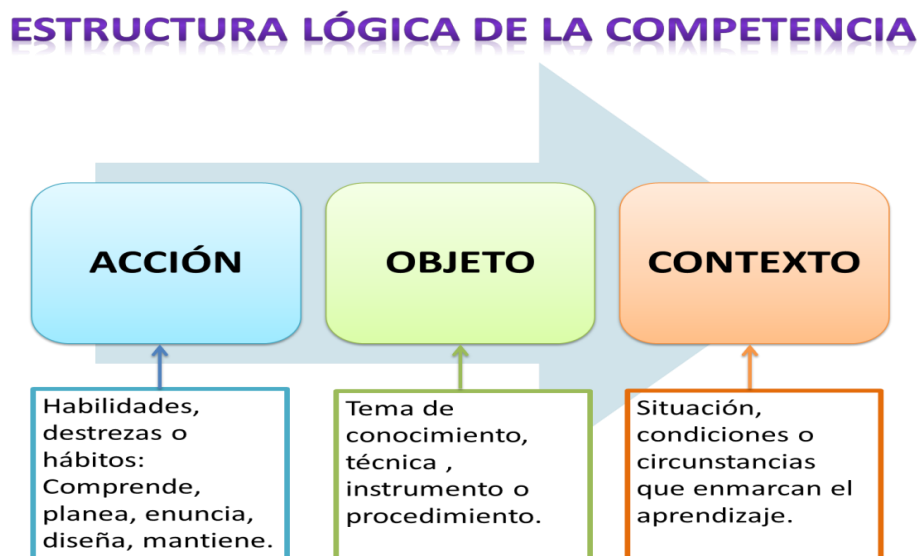 ESTRUCTURA LÓGICA DE LA COMPETENCIA
ACCIÓN
OBJETO
CONTEXTO
Habilidades,
destrezas o
hábitos:
Comprende,
planea, enuncia,
diseña, mantiene.
Tema de
conocimiento,
técnica ,
instrumento o
procedimiento.
Situación,
condiciones o
circunstancias
que enmarcan el
aprendizaje.